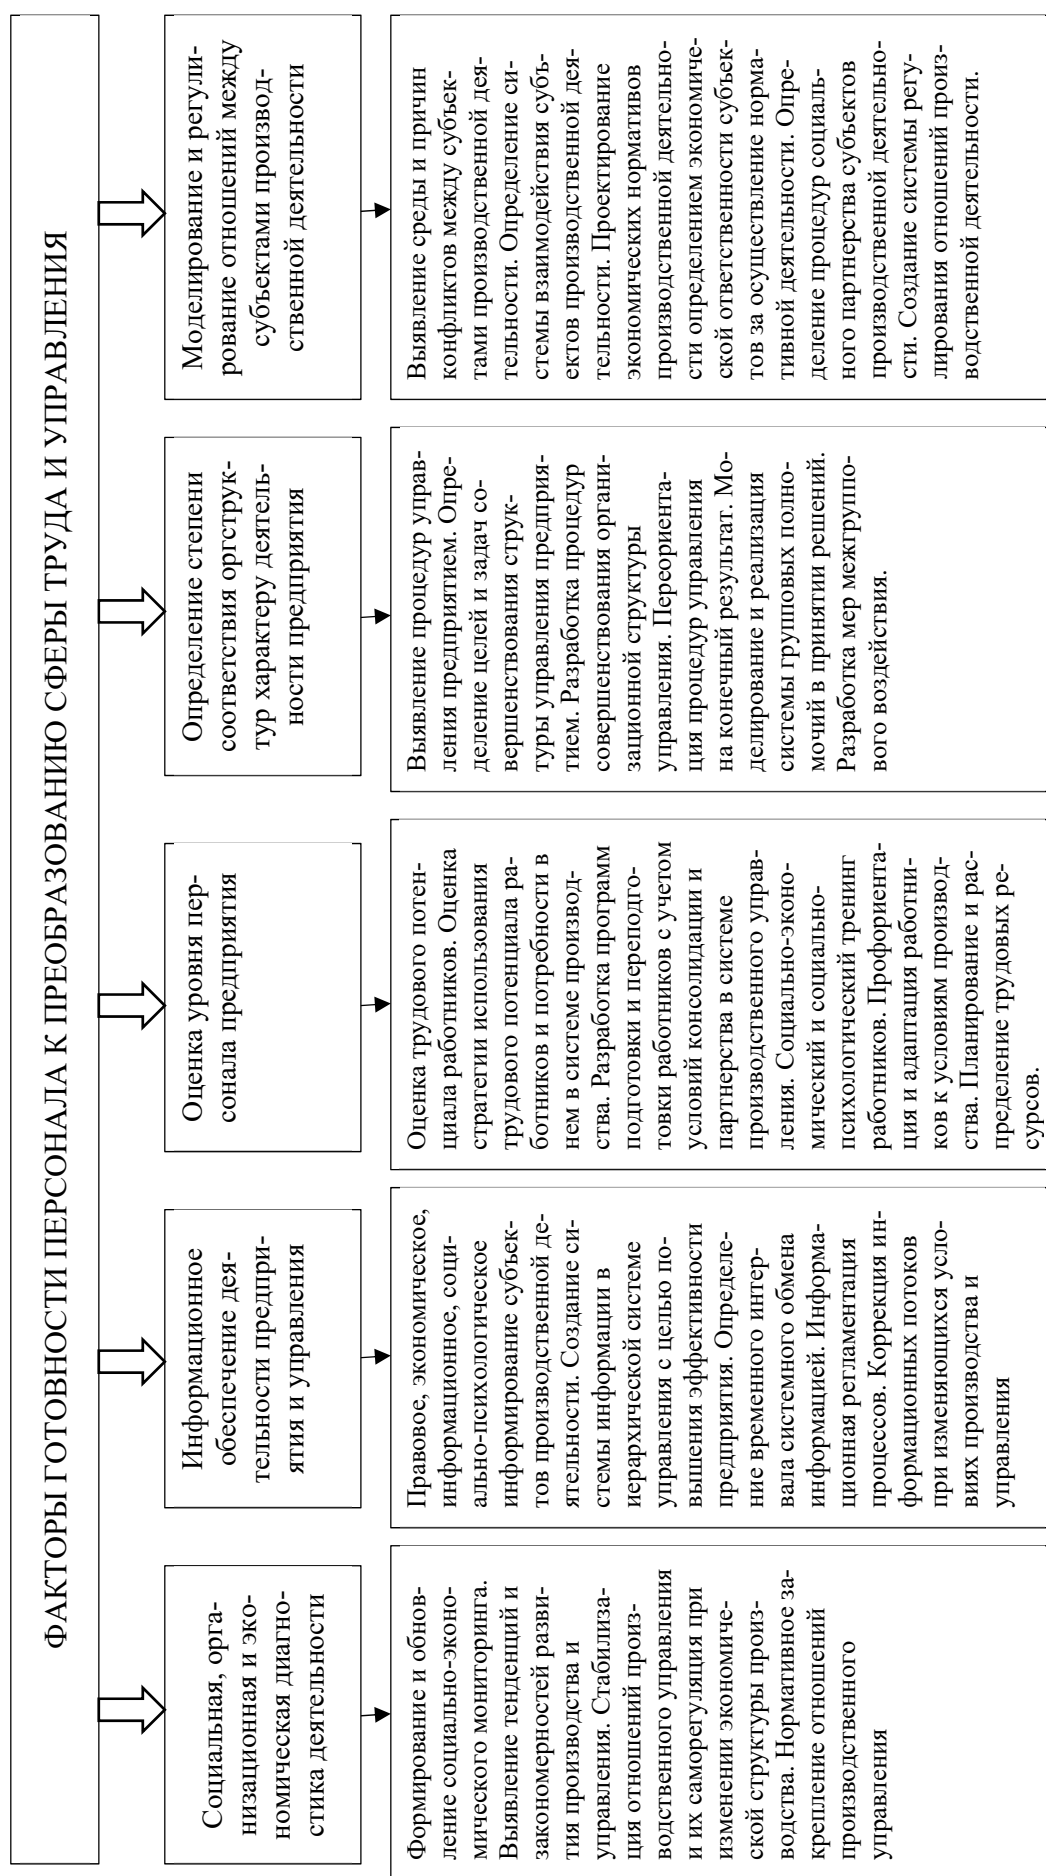 ФАКТОРЫ ГОТОВНОСТИ ПЕРСОНАЛА К ПРЕОБРАЗОВАНИЮ СФЕРЫ ТРУДА И УПРАВЛЕНИЯ
Социальная, орга-
низационная и эко-
номическая диагно-
стика деятельности
Формирование и обнов-
ление социально-эконо-
мического мониторинга.
Выявление тенденций и
закономерностей разви-
тия производства и
управления. Стабилиза-
ция отношений произ-
водственного управления
и их саморегуляция при
изменении экономиче-
ской структуры произ-
водства. Нормативное за-
крепление отношений
производственного
управления
Информационное
обеспечение дея-
тельности предпри-
ятия и управления
Правовое, экономическое,
информационное, соци-
ально-психологическое
информирование субъек-
тов производственной де-
ятельности. Создание си-
стемы информации в
иерархической системе
управления с целью по-
вышения эффективности
предприятия. Определе-
ние временного интер-
вала системного обмена
информацией. Информа-
ционная регламентация
процессов. Коррекция ин-
формационных потоков
при изменяющихся усло-
виях производства и
управления
Оценка уровня пер-
сонала предприятия
Оценка трудового потен-
циала работников. Оценка
стратегии использования
трудового потенциала ра-
ботников и потребности в
нем в системе производ-
ства. Разработка программ
подготовки и переподго-
товки работников с учетом
условий консолидации и
партнерства в системе
производственного управ-
ления. Социально-эконо-
мический и социально-
психологический тренинг
работников. Профориента-
ция и адаптация работни-
ков к условиям производ-
ства. Планирование и рас-
пределение трудовых ре-
сурсов.
Определение степени
соответствия оргструк-
тур характеру деятель-
ности предприятия
Выявление процедур управ-
ления предприятием. Опре-
деление целей и задач со-
вершенствования струк-
туры управления предприя-
тием. Разработка процедур
совершенствования органи-
зационной структуры
управления. Переориента-
ция процедур управления
на конечный результат. Мо-
делирование и реализация
системы групповых полно-
мочий в принятии решений.
Разработка мер межгруппо-
вого воздействия.
Моделирование и регули-
рование отношений между
субъектами производ-
ственной деятельности
Выявление среды и причин
конфликтов между субъек-
тами производственной дея-
тельности. Определение си-
стемы взаимодействия субъ-
ектов производственной дея-
тельности. Проектирование
экономических нормативов
производственной деятельно-
сти определением экономиче-
ской ответственности субъек-
тов за осуществление норма-
тивной деятельности. Опре-
деление процедур социаль-
ного партнерства субъектов
производственной деятельно-
сти. Создание системы регу-
лирования отношений произ-
водственной деятельности.